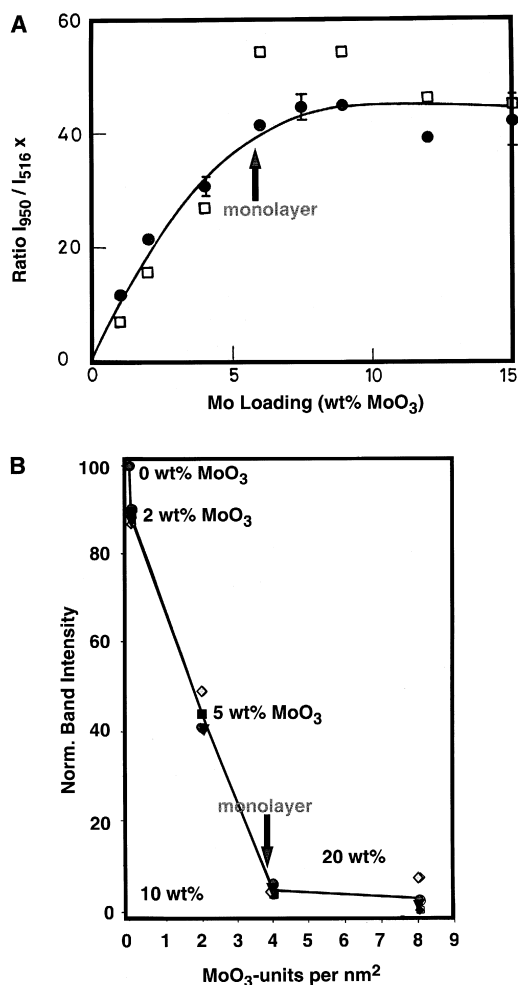 A
60
40
20
0
Ratio I950 / I516 x
monolayer
0 5 10 15
Mo Loading (wt% MoO3)
B
100
80
60
40
20
0
Norm. Band Intensity
0 wt% MoO3
2 wt% MoO3
5 wt% MoO3
monolayer
20 wt%
10 wt%
0 1 2 3 4 5 6 7 8 9
MoO3-units per nm2